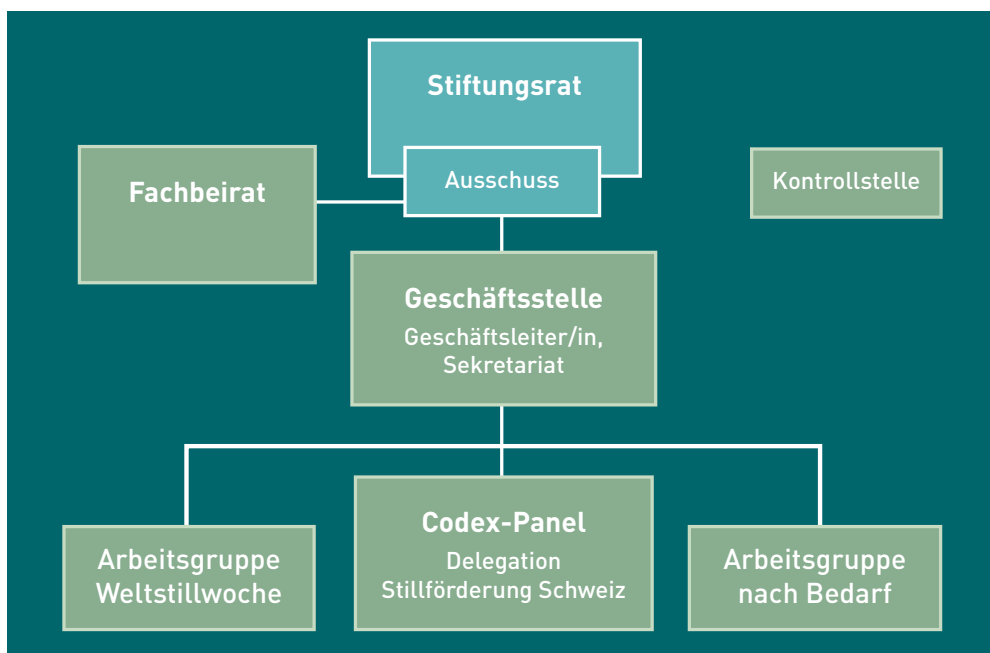 Stiftungsrat
Ausschuss
Fachbeirat
Kontrollstelle
Geschäftsstelle
Geschäftsleiter/in,
Sekretariat
Arbeitsgruppe
Weltstillwoche
Codex-Panel
Delegation
Stillförderung Schweiz
Arbeitsgruppe
nach Bedarf